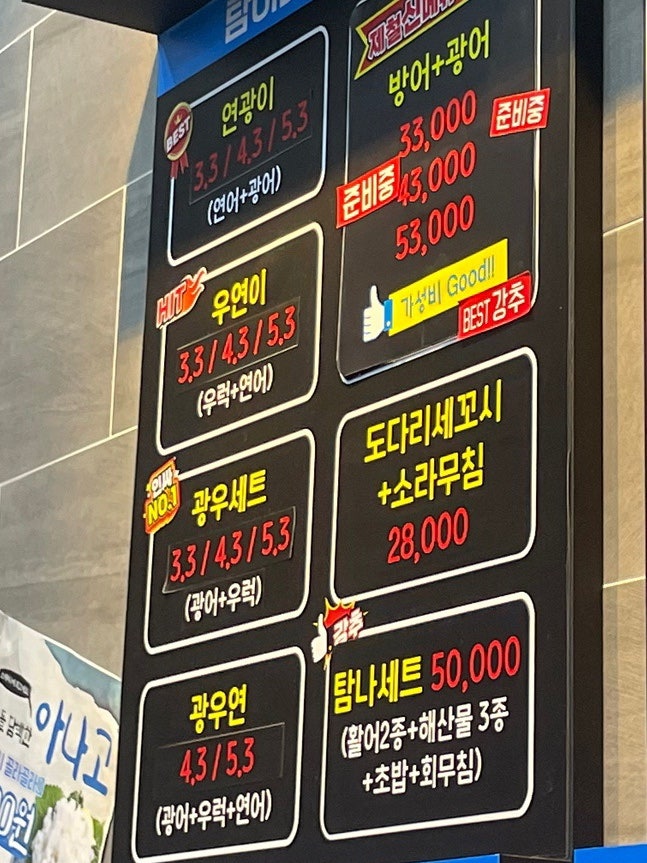 BEST
연광이
3.3 / 4.3 / 5.3
(연어+광어)
HIT
우연이
3.3 / 4.3 / 5.3
(우럭+연어)
NO.1
광우세트
3.3 / 4.3 / 5.3
(광어+우럭)
광우연
4.3 / 5.3
(광어+우럭+연어)
제철신메뉴
방어+광어
33,000
준비중
준비중
43,000
53,000
가성비 Good!!
BEST 강추
도다리세꼬시
+소라무침
28,000
강추
탐나세트 50,000
(활어2종+해산물 3종
+초밥+회무침)
아나고